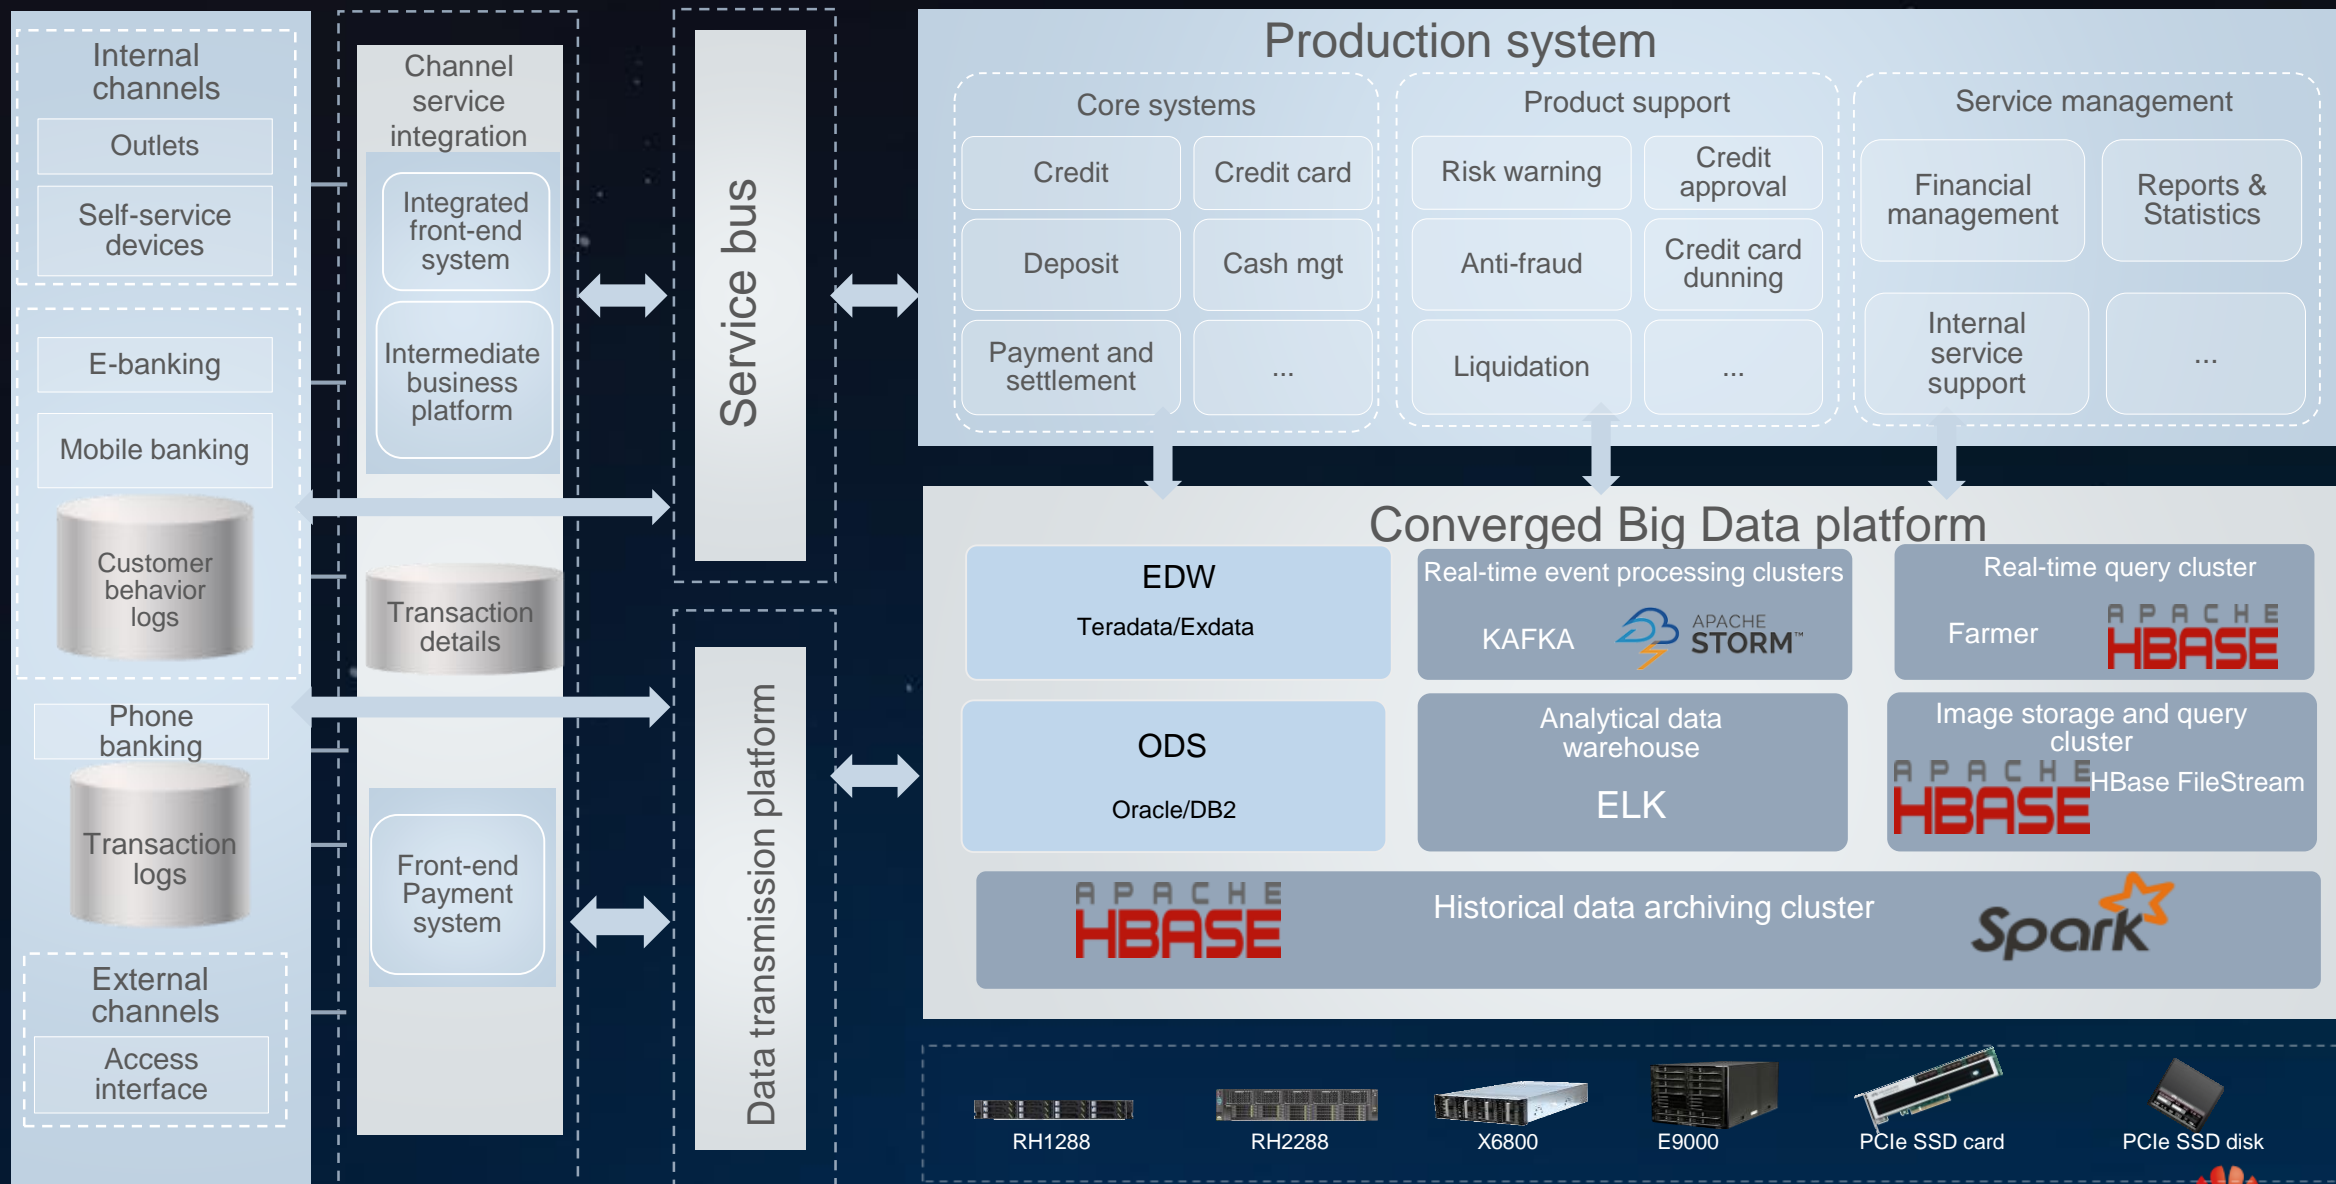 Internal
channels
Outlets
Self-service
devices
E-banking
Mobile banking
Customer
behavior
logs
Phone
banking
Transaction
logs
External
channels
Access
interface
Channel
service
integration
Integrated
front-end
system
Intermediate
business
platform
Transaction
details
Front-end
Payment
system
Service bus
Data transmission platform
Production system
Core systems
Credit
Credit card
Deposit
Cash mgt
Payment and
settlement
...
Product support
Risk warning
Credit
approval
Anti-fraud
Credit card
dunning
Liquidation
...
Service management
Financial
management
Reports &
Statistics
Internal
service
support
...
Converged Big Data platform
EDW
Teradata/Exdata
Real-time event processing clusters
KAFKA
APACHE
STORM™
Real-time query cluster
Farmer
APACHE
HBASE
ODS
Oracle/DB2
Analytical data
warehouse
ELK
Image storage and query
cluster
APACHE
HBASE
HBase FileStream
APACHE
HBASE
Historical data archiving cluster
Spark
RH1288
RH2288
X6800
E9000
PCIe SSD card
PCIe SSD disk